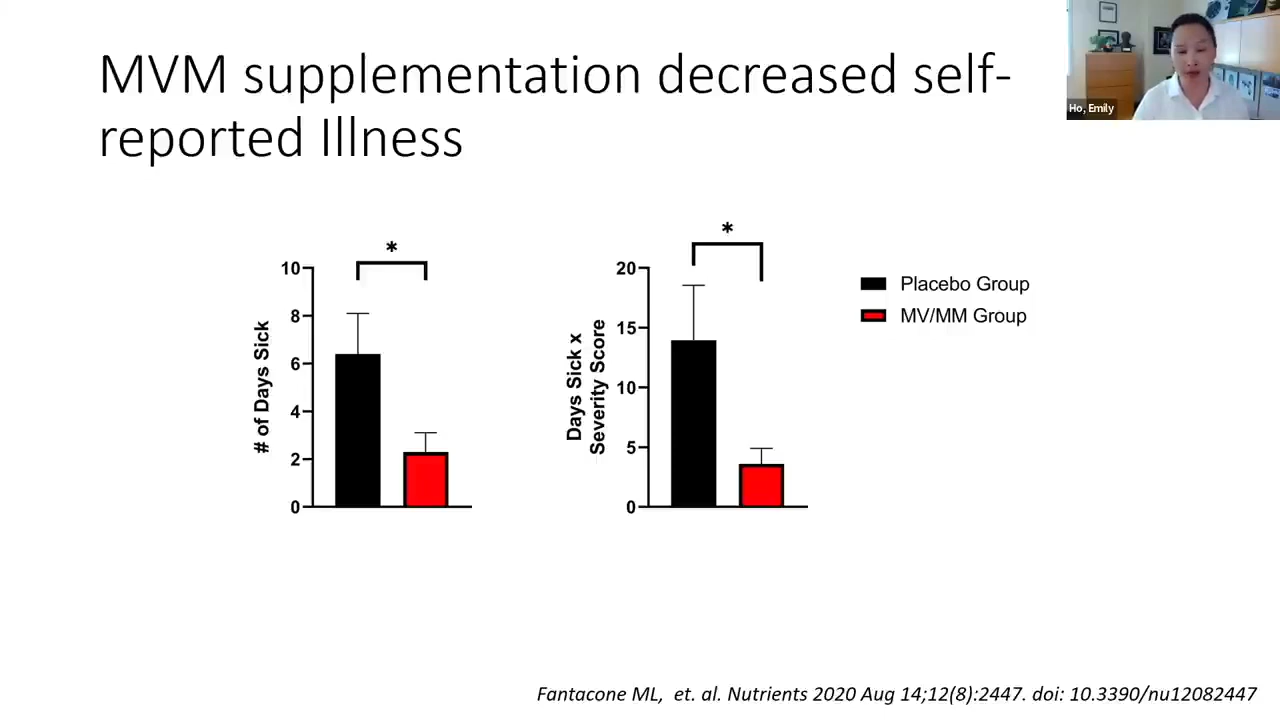 MVM supplementation decreased self-
reported Illness
Ho, Emily
*
10
8
6
4
2
0
# of Days Sick
*
20
15
10
5
0
Days Sick x
Severity Score
Placebo Group
MV/MM Group
Fantacone ML, et. al. Nutrients 2020 Aug 14;12(8):2447. doi: 10.3390/nu12082447